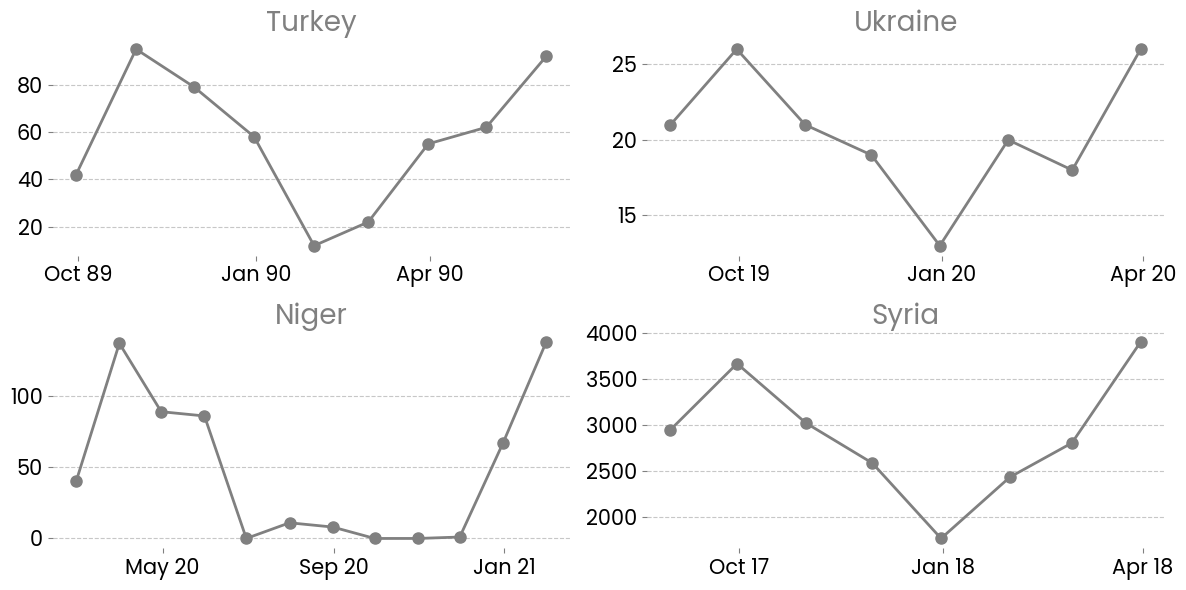 Turkey
80
60
40
20
Oct 89 Jan 90 Apr 90
Ukraine
25
20
15
Oct 19 Jan 20 Apr 20
Niger
100
50
0
May 20 Sep 20 Jan 21
Syria
4000
3500
3000
2500
2000
Oct 17 Jan 18 Apr 18